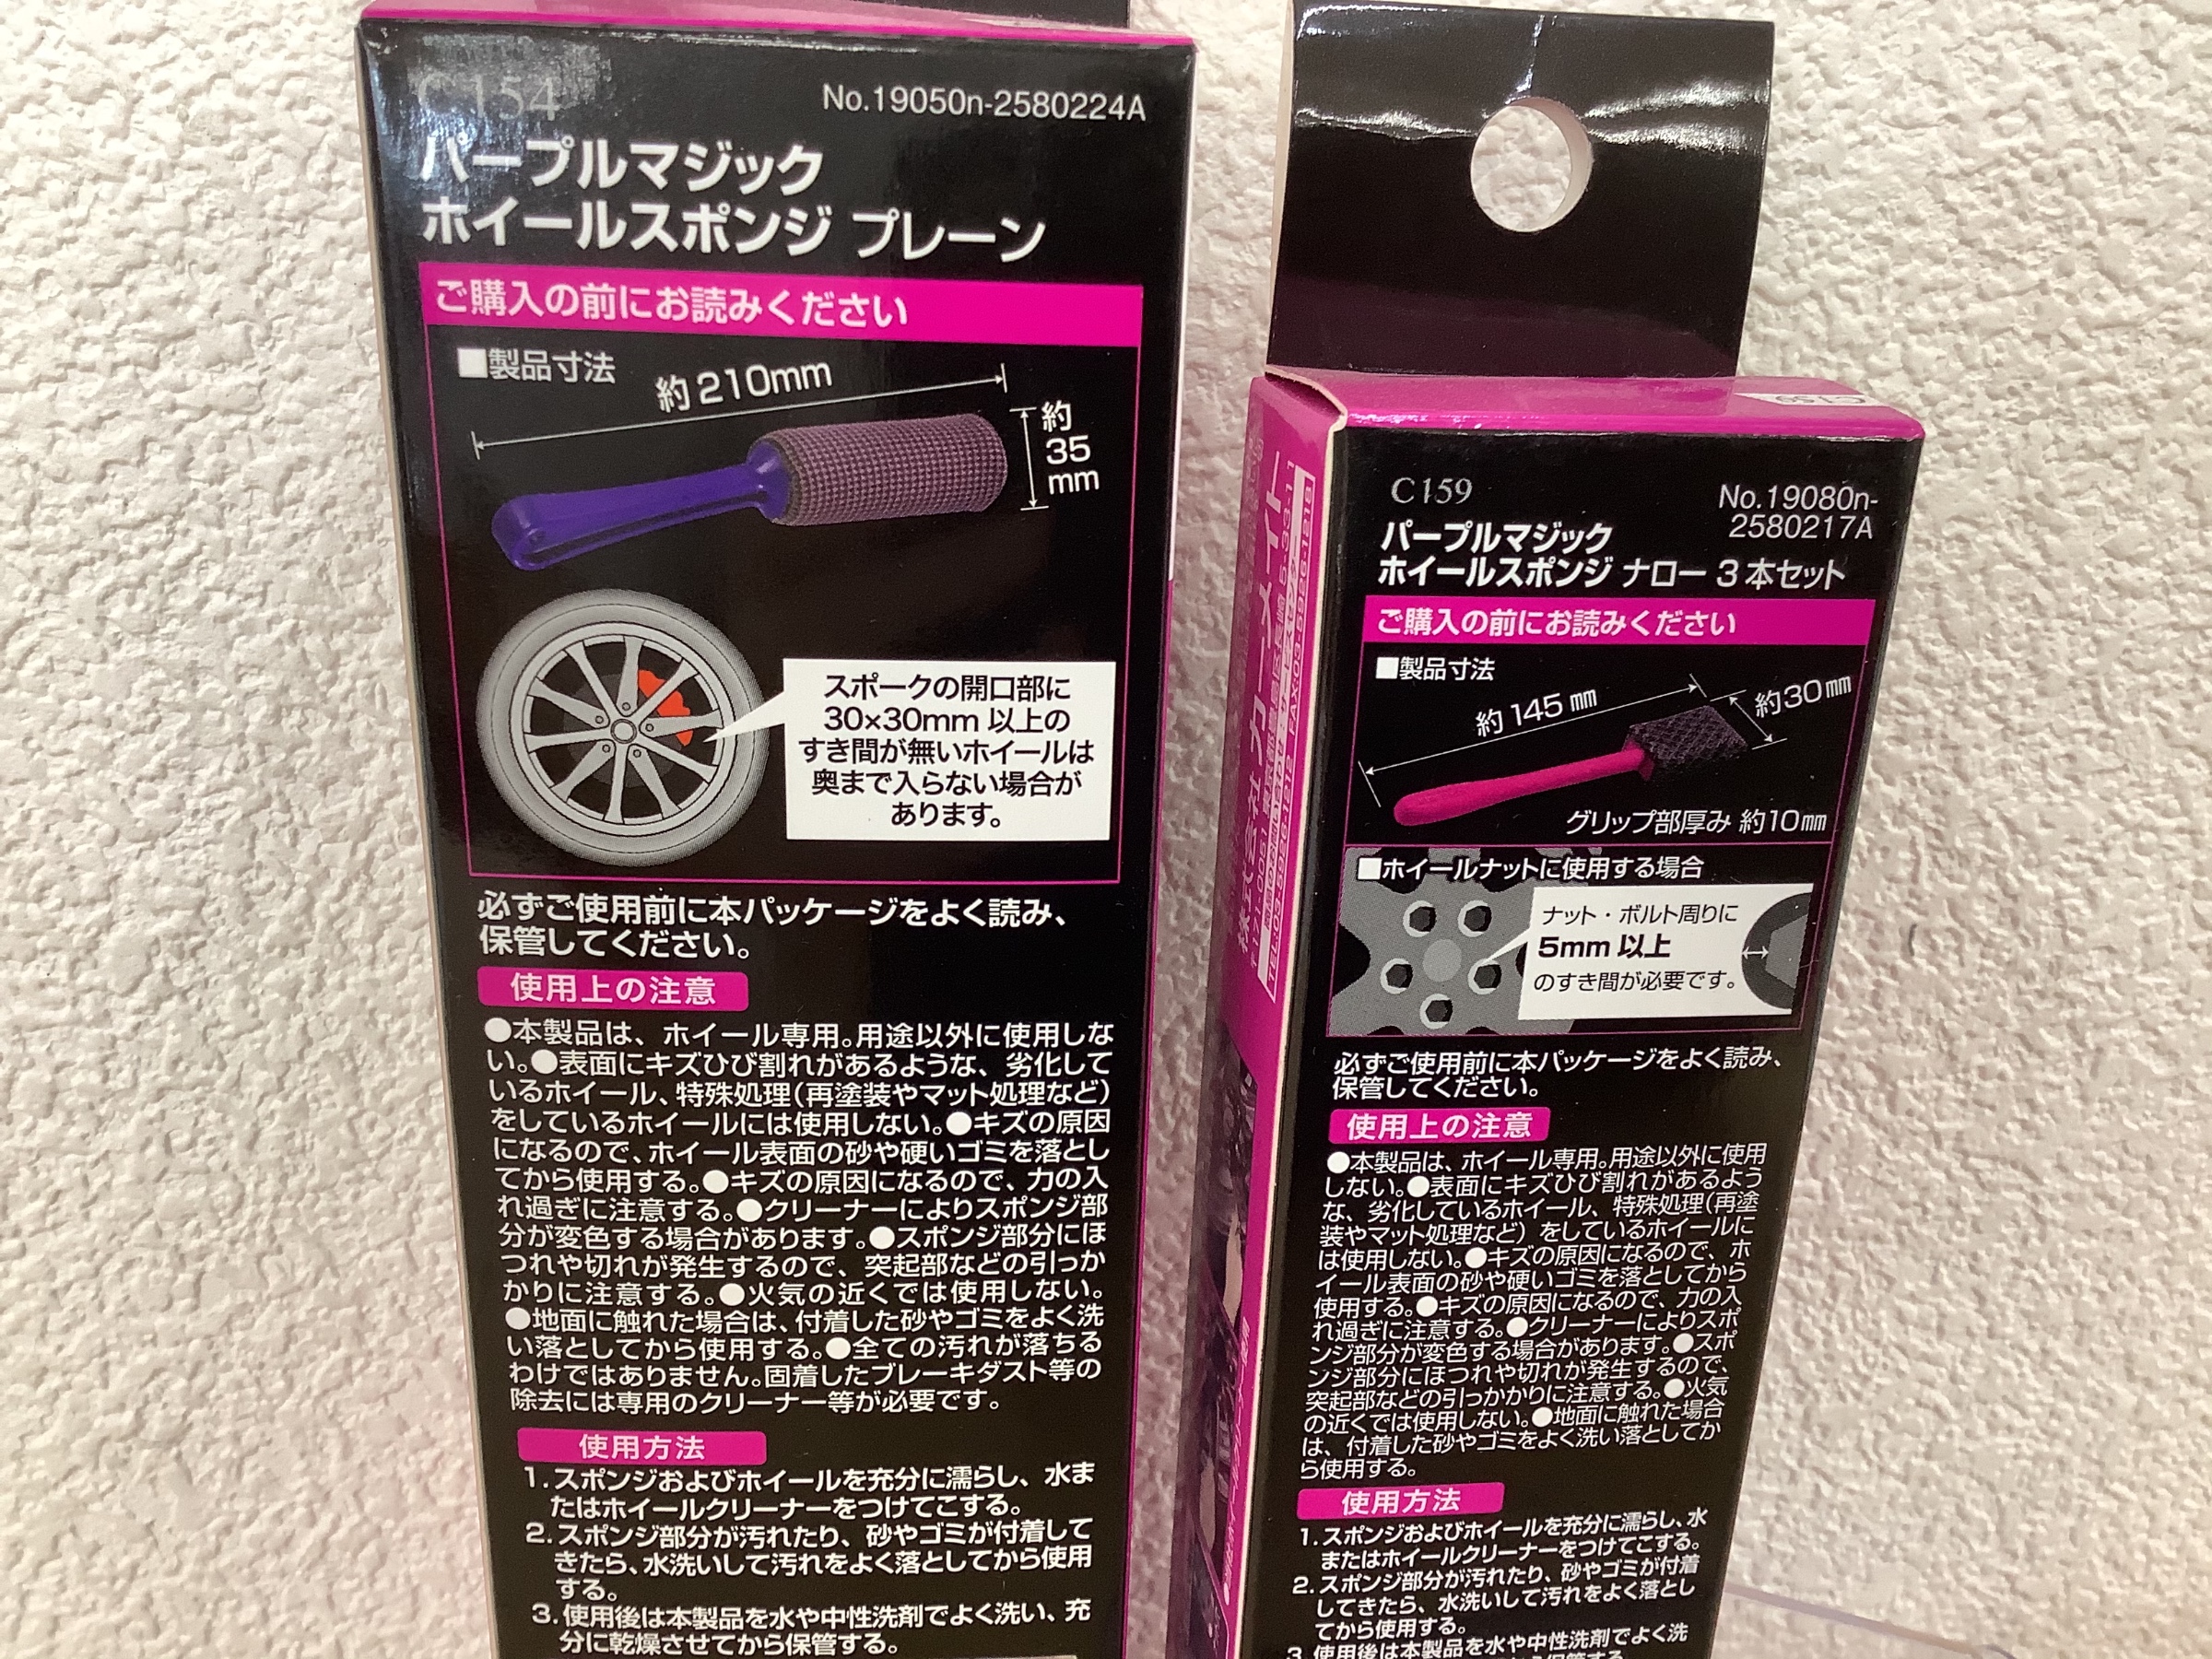 C154
No.19050n-2580224A
パープルマジック
ホイールスポンジ プレーン
ご購入の前にお読みください
■製品寸法
約210mm
約
35
mm
スポークの開口部に
30×30mm 以上の
すき間が無いホイールは
奥まで入らない場合が
あります。
必ずご使用前に本パッケージをよく読み、
保管してください。
使用上の注意
●本製品は、ホイール専用。用途以外に使用しな
い。●表面にキズひび割れがあるような、劣化して
いるホイール、特殊処理(再塗装やマット処理など)
をしているホイールには使用しない。●キズの原因
になるので、ホイール表面の砂や硬いゴミを落とし
てから使用する。●キズの原因になるので、力の入
れ過ぎに注意する。●クリーナーによりスポンジ部
分が変色する場合があります。●スポンジ部分にほ
つれや切れが発生するので、突起部などの引っか
かりに注意する。●火気の近くでは使用しない。
●地面に触れた場合は、付着した砂やゴミをよく洗
い落としてから使用する。●全ての汚れが落ちる
わけではありません。固着したブレーキダスト等の
除去には専用のクリーナー等が必要です。
使用方法
1.スポンジおよびホイールを充分に濡らし、水ま
たはホイールクリーナーをつけてこする。
2.スポンジ部分が汚れたり、砂やゴミが付着して
きたら、水洗いして汚れをよく落としてから使用
する。
3.使用後は本製品を水や中性洗剤でよく洗い、充
分に乾燥させてから保管する。
C159
株式会社カーメイト
C159
No.19080n-
2580217A
パープルマジック
ホイールスポンジ ナロー 3本セット
ご購入の前にお読みください
■製品寸法
約145㎜
約30㎜
グリップ部厚み 約10㎜
■ホイールナットに使用する場合
ナット・ボルト周りに
5mm 以上
のすき間が必要です。
必ずご使用前に本パッケージをよく読み、
保管してください。
使用上の注意
●本製品は、ホイール専用。用途以外に使用
しない。●表面にキズひび割れがあるよう
な、劣化しているホイール、特殊処理(再塗
装やマット処理など)をしているホイールに
は使用しない。●キズの原因になるので、ホ
イール表面の砂や硬いゴミを落としてから
使用する。●キズの原因になるので、力の入
れ過ぎに注意する。●クリーナーによりスポ
ンジ部分が変色する場合があります。●スポ
ンジ部分にほつれや切れが発生するので、
突起部などの引っかかりに注意する。●火気
の近くでは使用しない。●地面に触れた場合
は、付着した砂やゴミをよく洗い落としてか
ら使用する。
使用方法
1.スポンジおよびホイールを充分に濡らし、水
またはホイールクリーナーをつけてこする。
2.スポンジ部分が汚れたり、砂やゴミが付着
してきたら、水洗いして汚れをよく落とし
てから使用する。
3.使用後は本製品を水や中性洗剤でよく洗